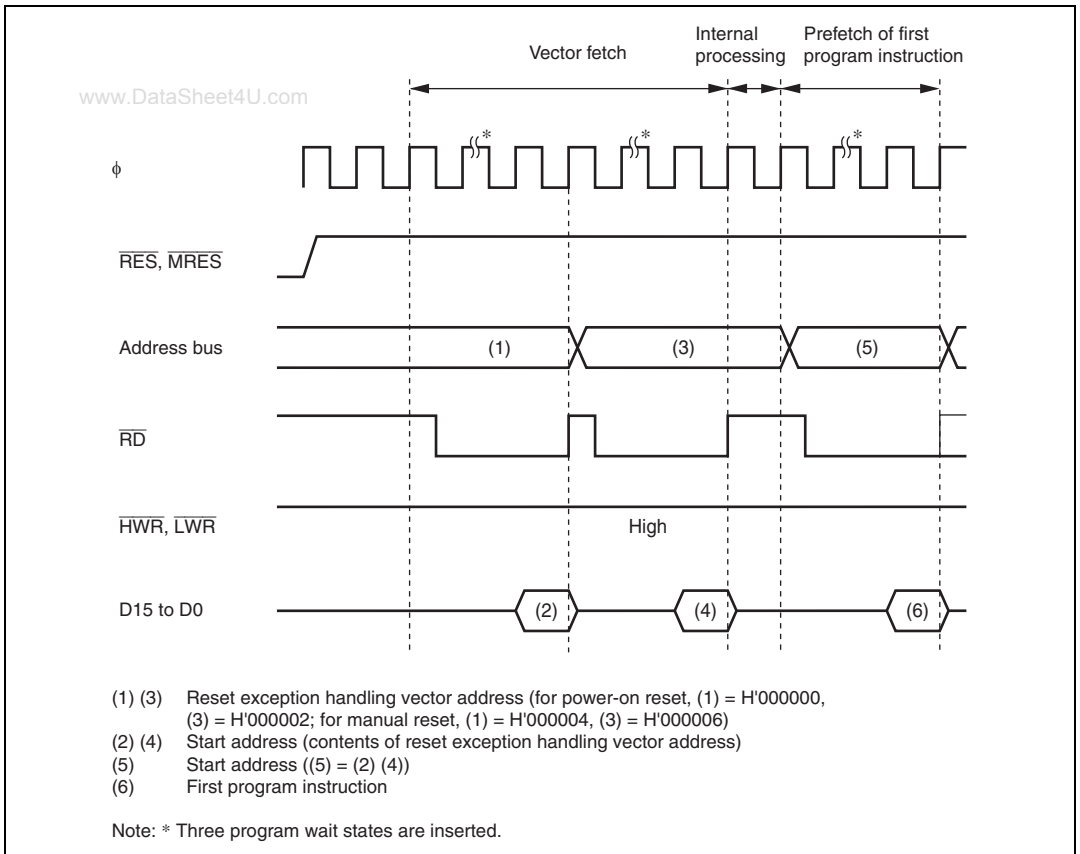 Internal
processing
Prefetch of first
program instruction
Vector fetch
www.DataSheet4U.com
* * *
ϕ
RES, MRES
Address bus
(1) (3) (5)
RD
HWR, LWR
High
D15 to D0
(2) (4) (6)
(1) (3) Reset exception handling vector address (for power-on reset, (1) = H'000000,
(3) = H'000002; for manual reset, (1) = H'000004, (3) = H'000006)
(2) (4) Start address (contents of reset exception handling vector address)
(5) Start address ((5) = (2) (4))
(6) First program instruction
Note: * Three program wait states are inserted.